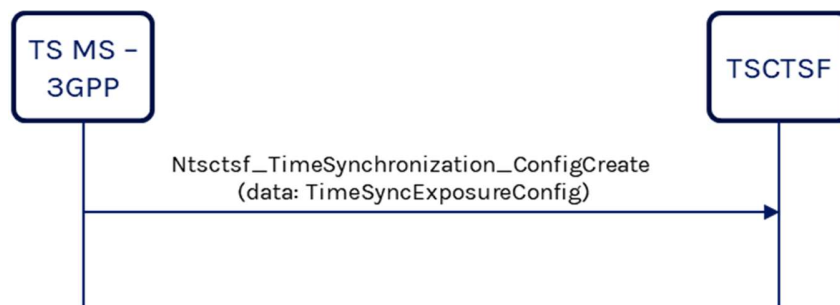 TS MS –
3GPP
TSCTSF
Ntsctsf_TimeSynchronization_ConfigCreate
(data: TimeSyncExposureConfig)